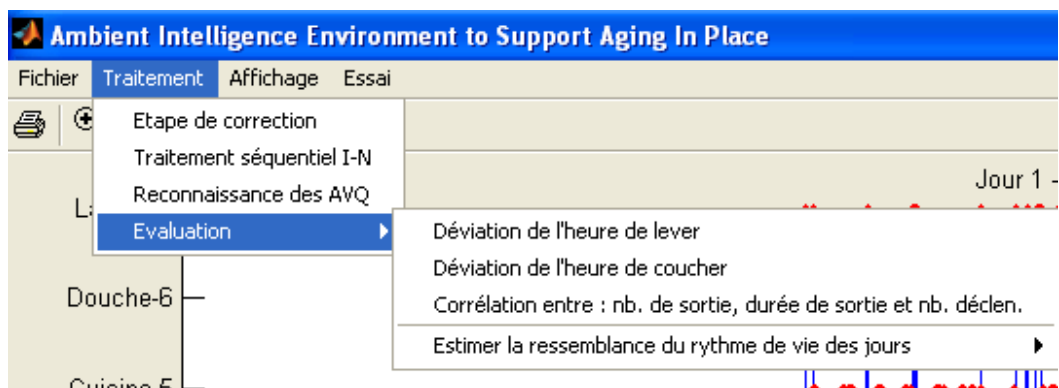 Ambient Intelligence Environment to Support Aging In Place
Fichier Traitement Affichage Essai
Etape de correction
Traitement séquentiel I-N
Reconnaissance des AVQ
Evaluation
Déviation de l'heure de lever
Déviation de l'heure de coucher
Corrélation entre : nb. de sortie, durée de sortie et nb. déclen.
Estimer la ressemblance du rythme de vie des jours
Jour 1 -
Douche-6
Cuisine-5